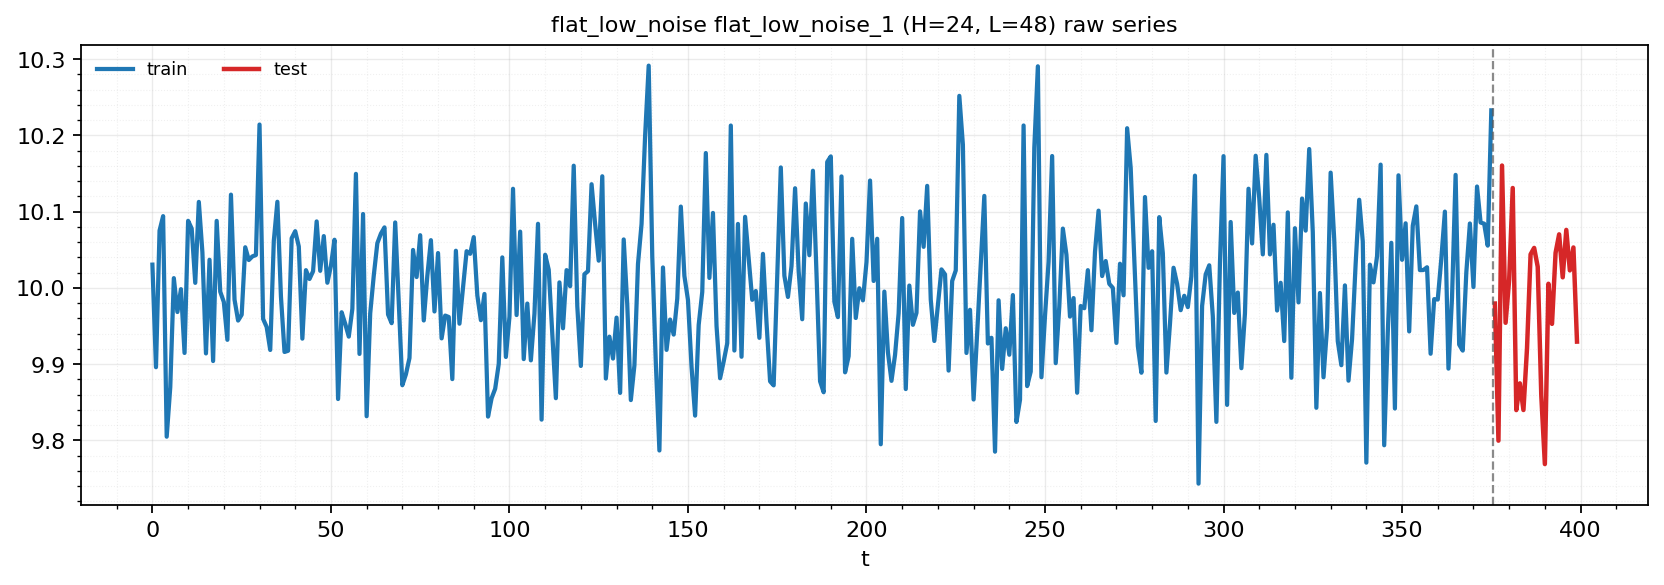 flat_low_noise flat_low_noise_1 (H=24, L=48) raw series
train test
10.3
10.2
10.1
10.0
9.9
9.8
0 50 100 150 200 250 300 350 400
t